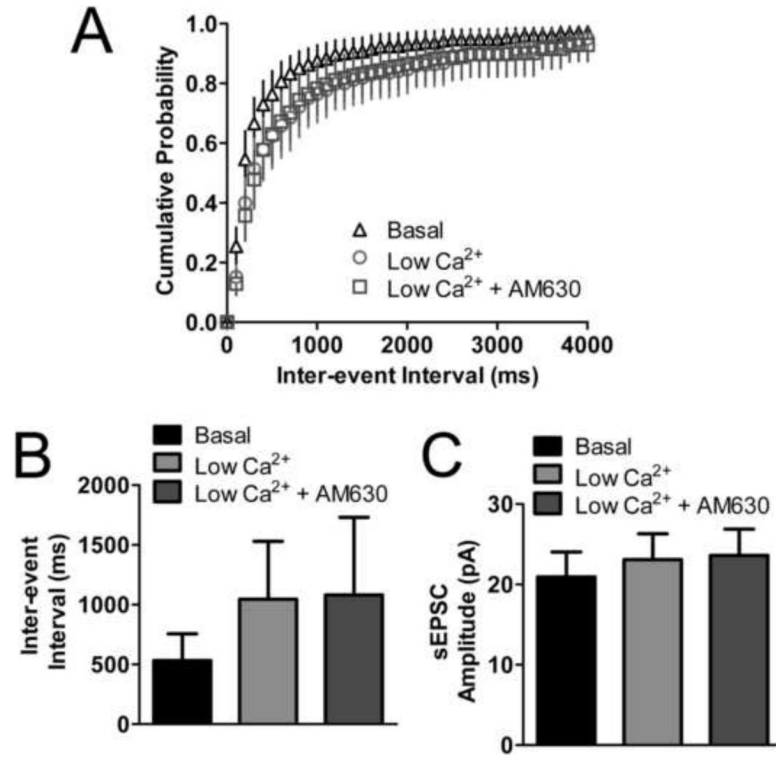 A
Cumulative Probability
1.0
0.8
0.6
0.4
0.2
0.0
Basal
Low Ca²⁺
Low Ca²⁺ + AM630
0 1000 2000 3000 4000
Inter-event Interval (ms)
B
Basal
Low Ca²⁺
Low Ca²⁺ + AM630
Inter-event
Interval (ms)
2000
1500
1000
500
0
C
Basal
Low Ca²⁺
Low Ca²⁺ + AM630
sEPSC
Amplitude (pA)
30
20
10
0